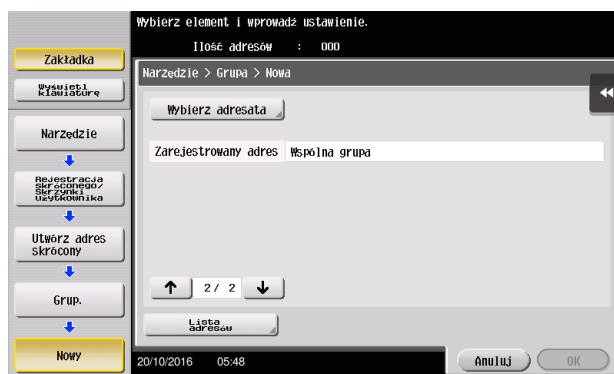 Wybierz element i wprowadź ustawienie.
Ilość adresów : 000
Zakładka
Wyświetl
klawiaturę
Narzędzie > Grupa > Nowa
Wybierz adresata
Narzędzie
Zarejestrowany adres Wspólna grupa
Rejestracja
skróconego/
Skrzynki
użytkownika
Utwórz adres
skrócony
↑ 2/ 2 ↓
Grup.
Lista
adresów
Nowy
20/10/2016 05:48
Anuluj
OK